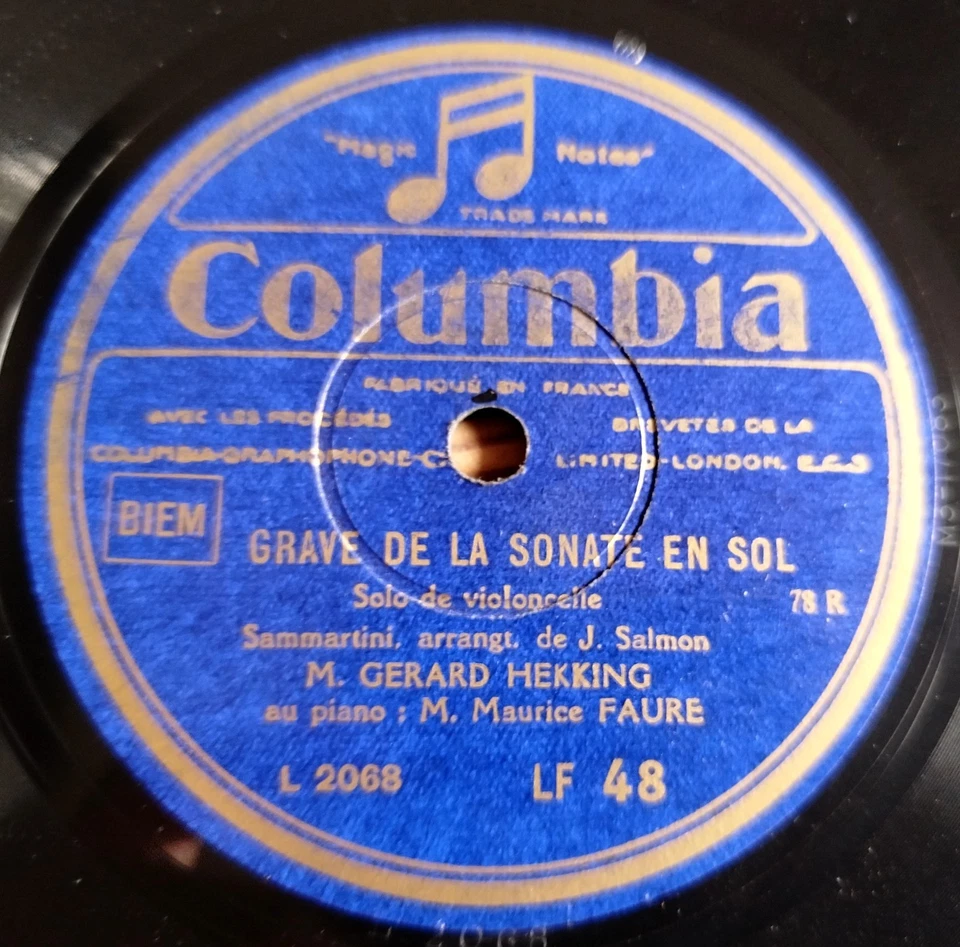 "Magic Notes"
TRADE MARK
Columbia
FABRIQUÉ EN FRANCE
AVEC LES PROCÉDÉS BREVETÉS DE LA
COLUMBIA-GRAPHOPHONE-C LIMITED-LONDON. E.C.3
BIEM
GRAVE DE LA SONATE EN SOL
Solo de violoncelle 78 R
Sammartini, arrangt. de J. Salmon
M. GERARD HEKKING
au piano : M. Maurice FAURE
L 2068 LF 48